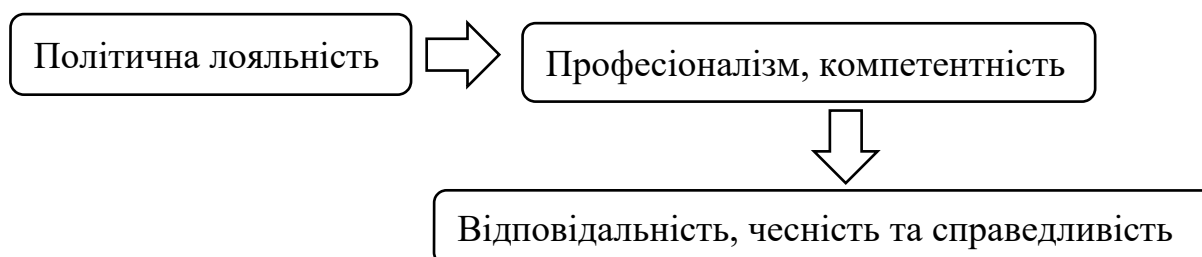 Політична лояльність
Професіоналізм, компетентність
Відповідальність, чесність та справедливість